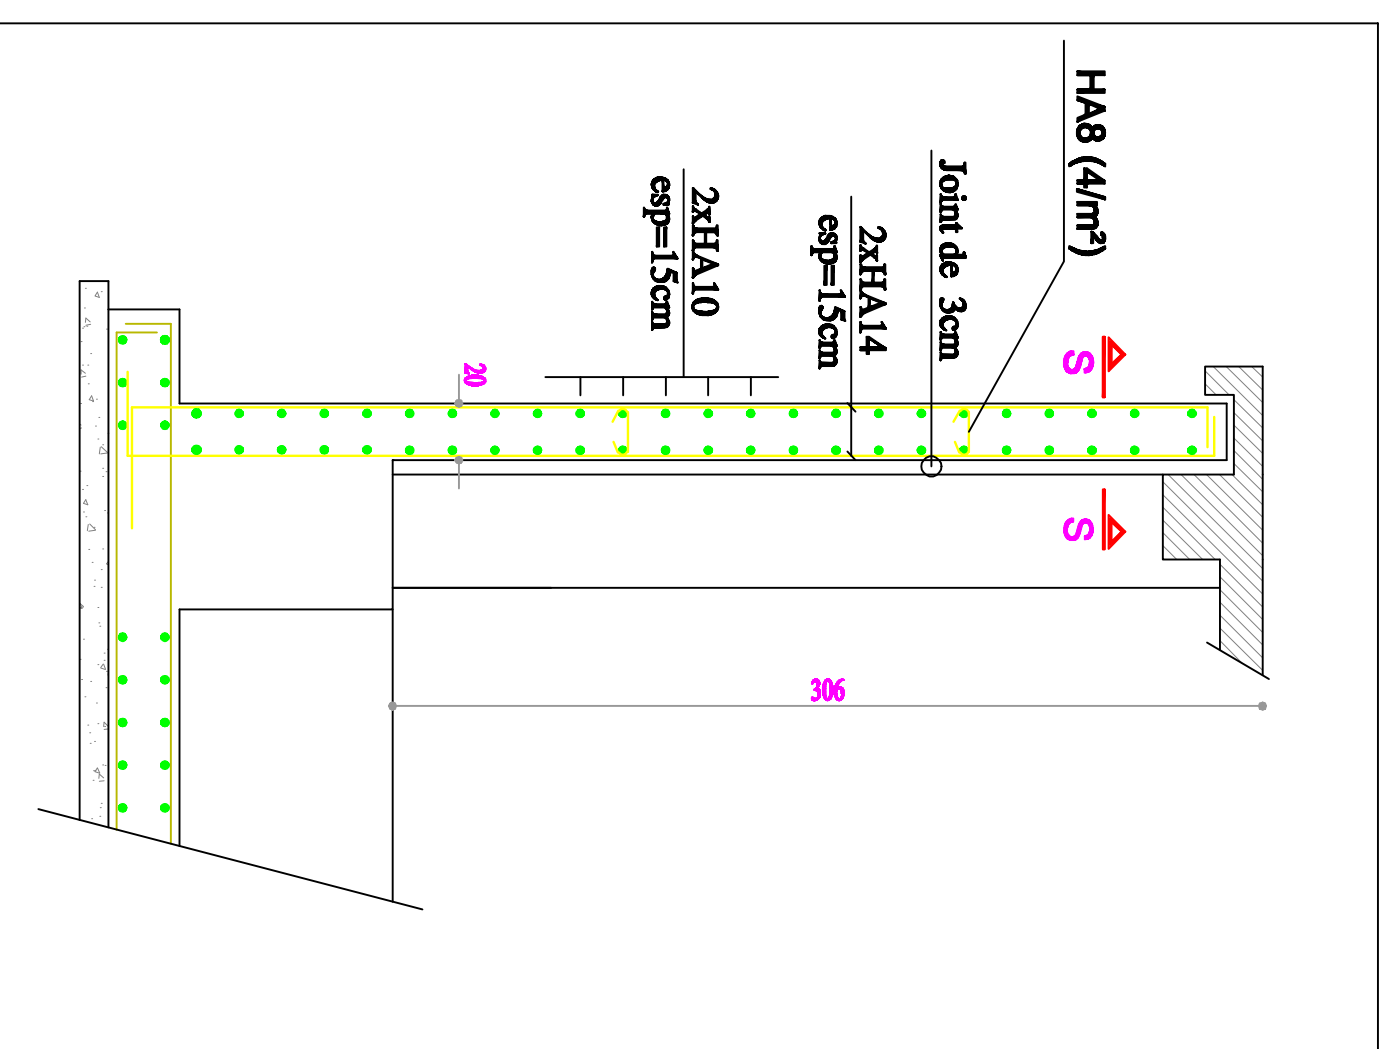 HA8 (4/m²)
Joint de 3cm
2xHA14
esp=15cm
2xHA10
esp=15cm
20
S
S
306